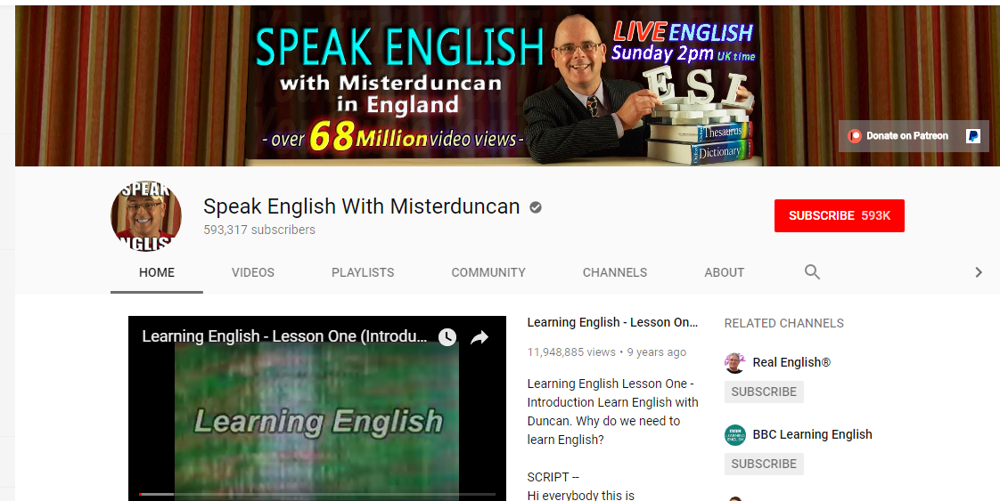 SPEAK ENGLISH
with Misterduncan
in England
- over 68 Million video views -
LIVE ENGLISH
Sunday 2pm UK time
ESL
Thesaurus
Dictionary
Donate on Patreon
SPEAK
Speak English With Misterduncan
593,317 subscribers
SUBSCRIBE 593K
HOME VIDEOS PLAYLISTS COMMUNITY CHANNELS ABOUT
Learning English - Lesson One (Introdu...
Learning English
Learning English - Lesson On...
11,948,885 views • 9 years ago
Learning English Lesson One -
Introduction Learn English with
Duncan. Why do we need to
learn English?
SCRIPT --
Hi everybody this is
RELATED CHANNELS
Real English®
SUBSCRIBE
BBC Learning English
SUBSCRIBE